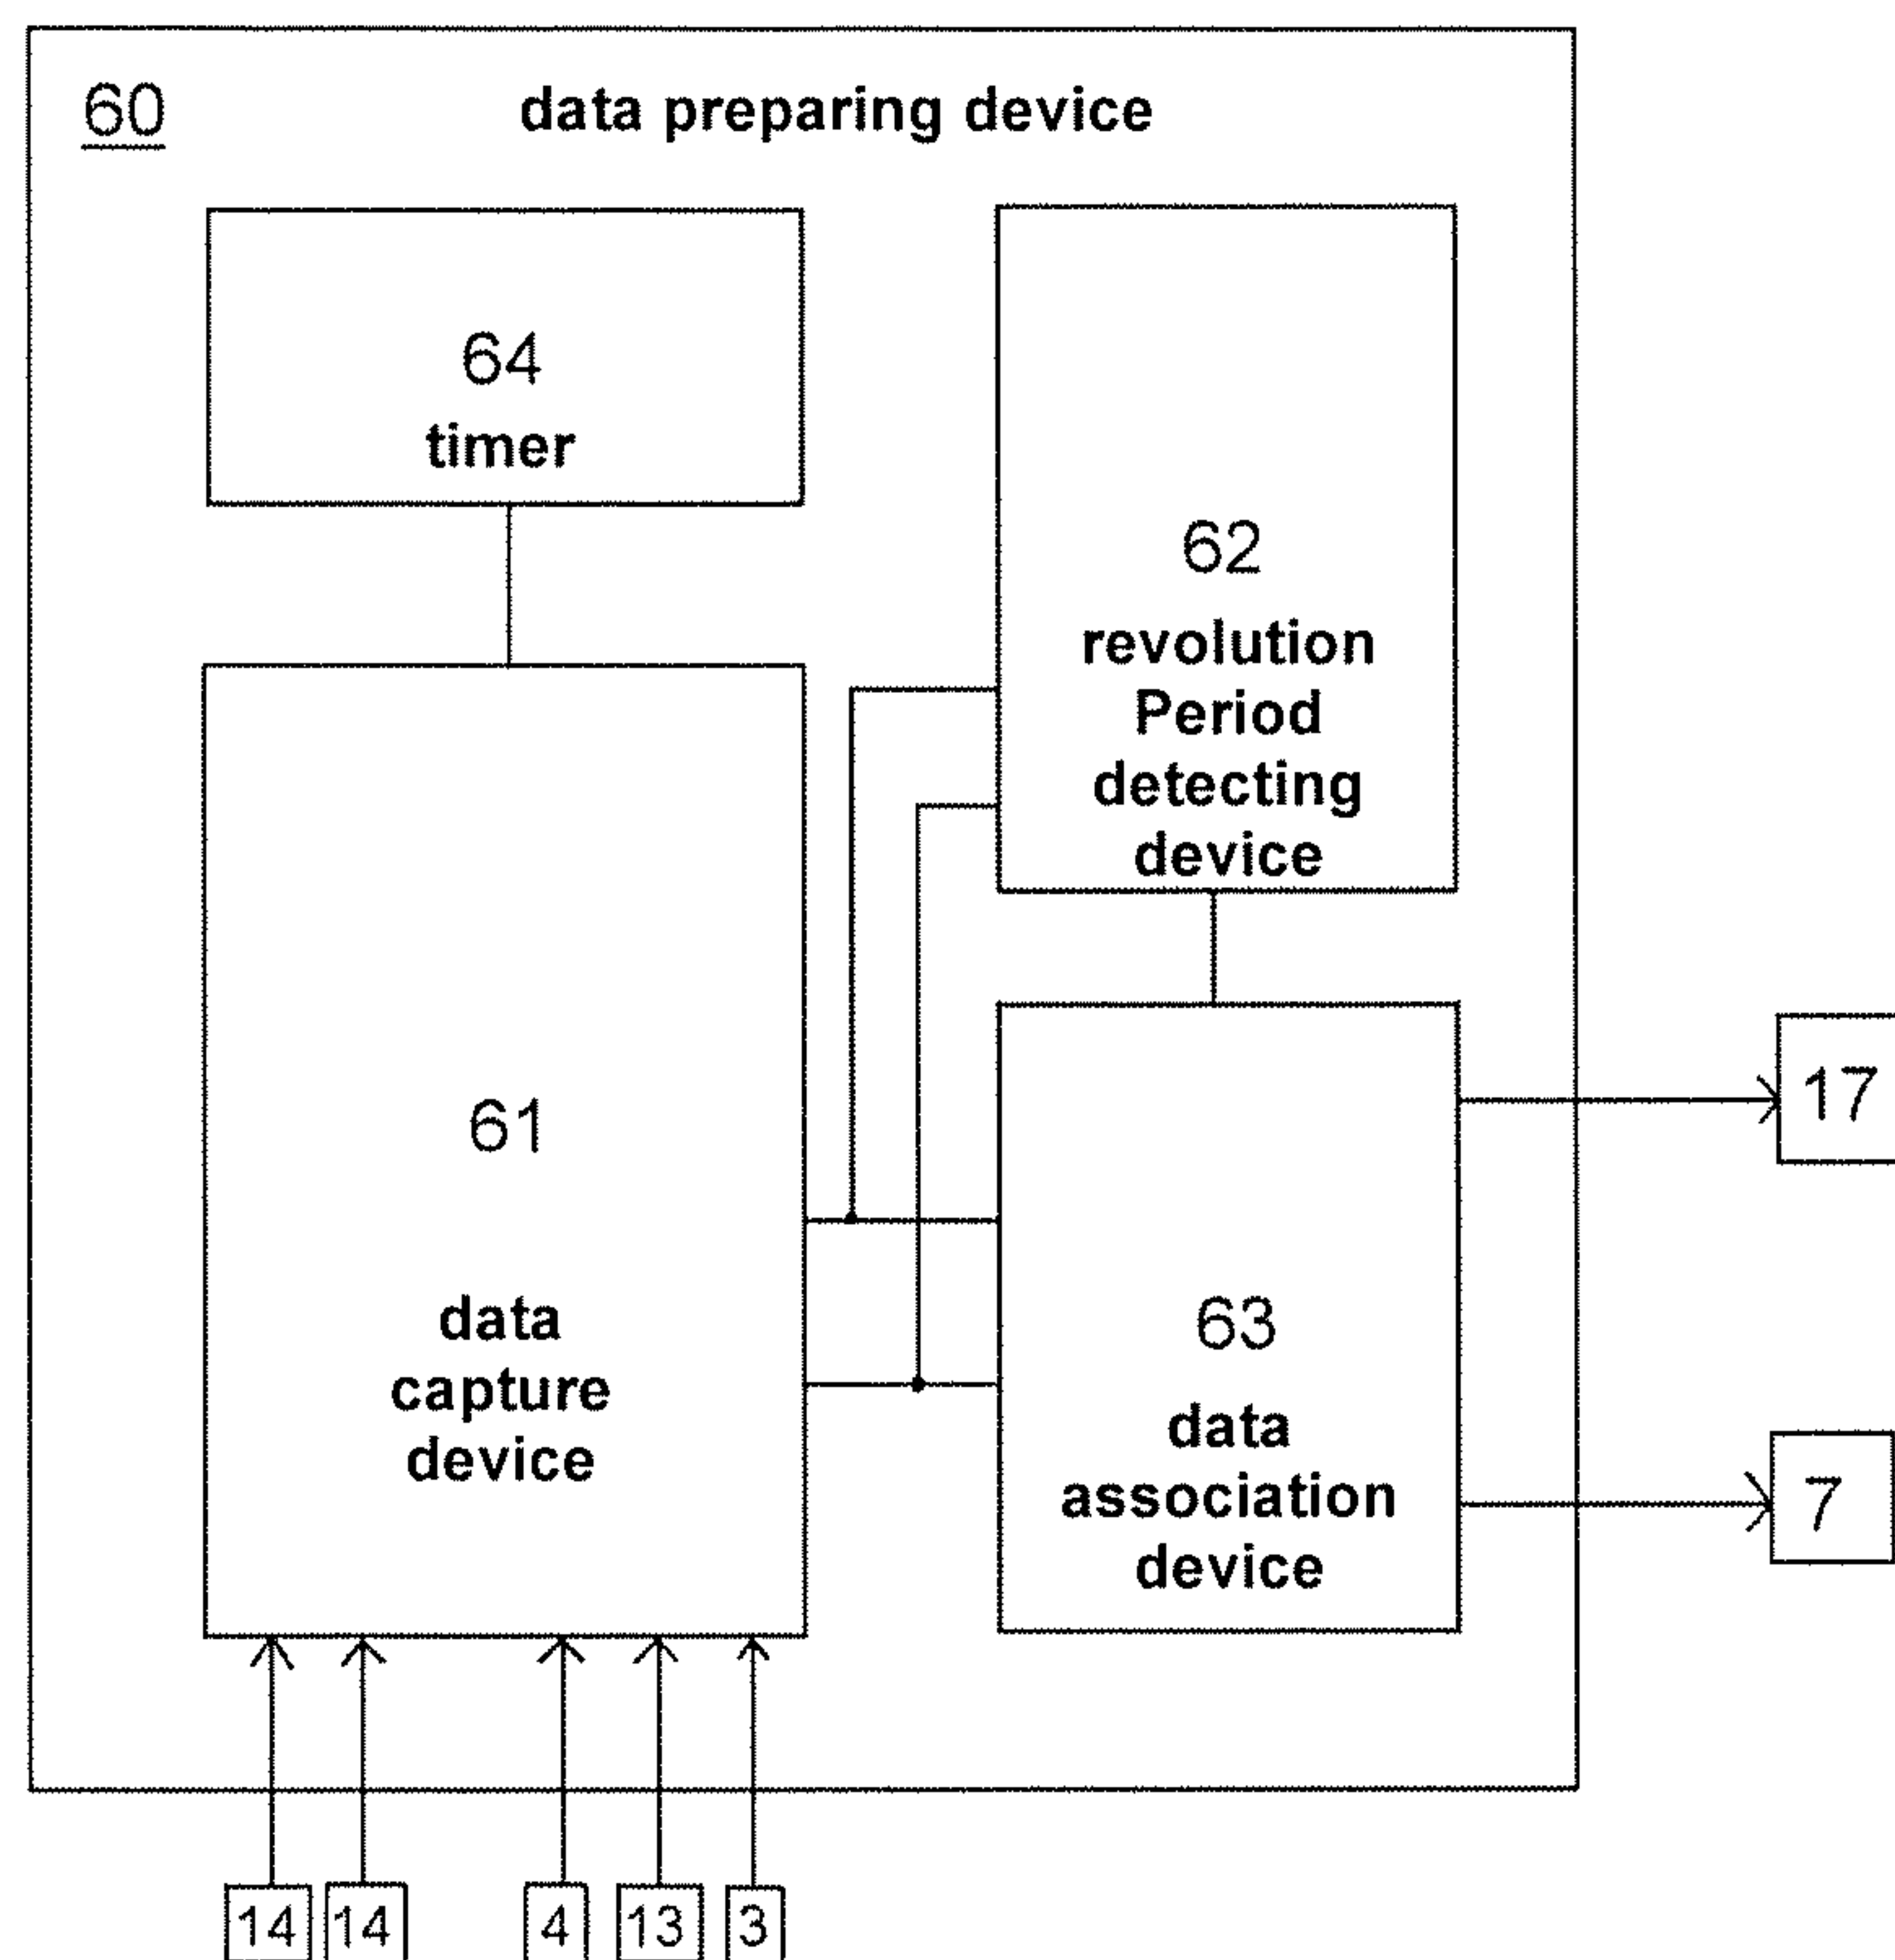 60
data preparing device
64
timer
62
revolution
Period
detecting
device
61
data
capture
device
63
data
association
device
17
7
14
14
4
13
3